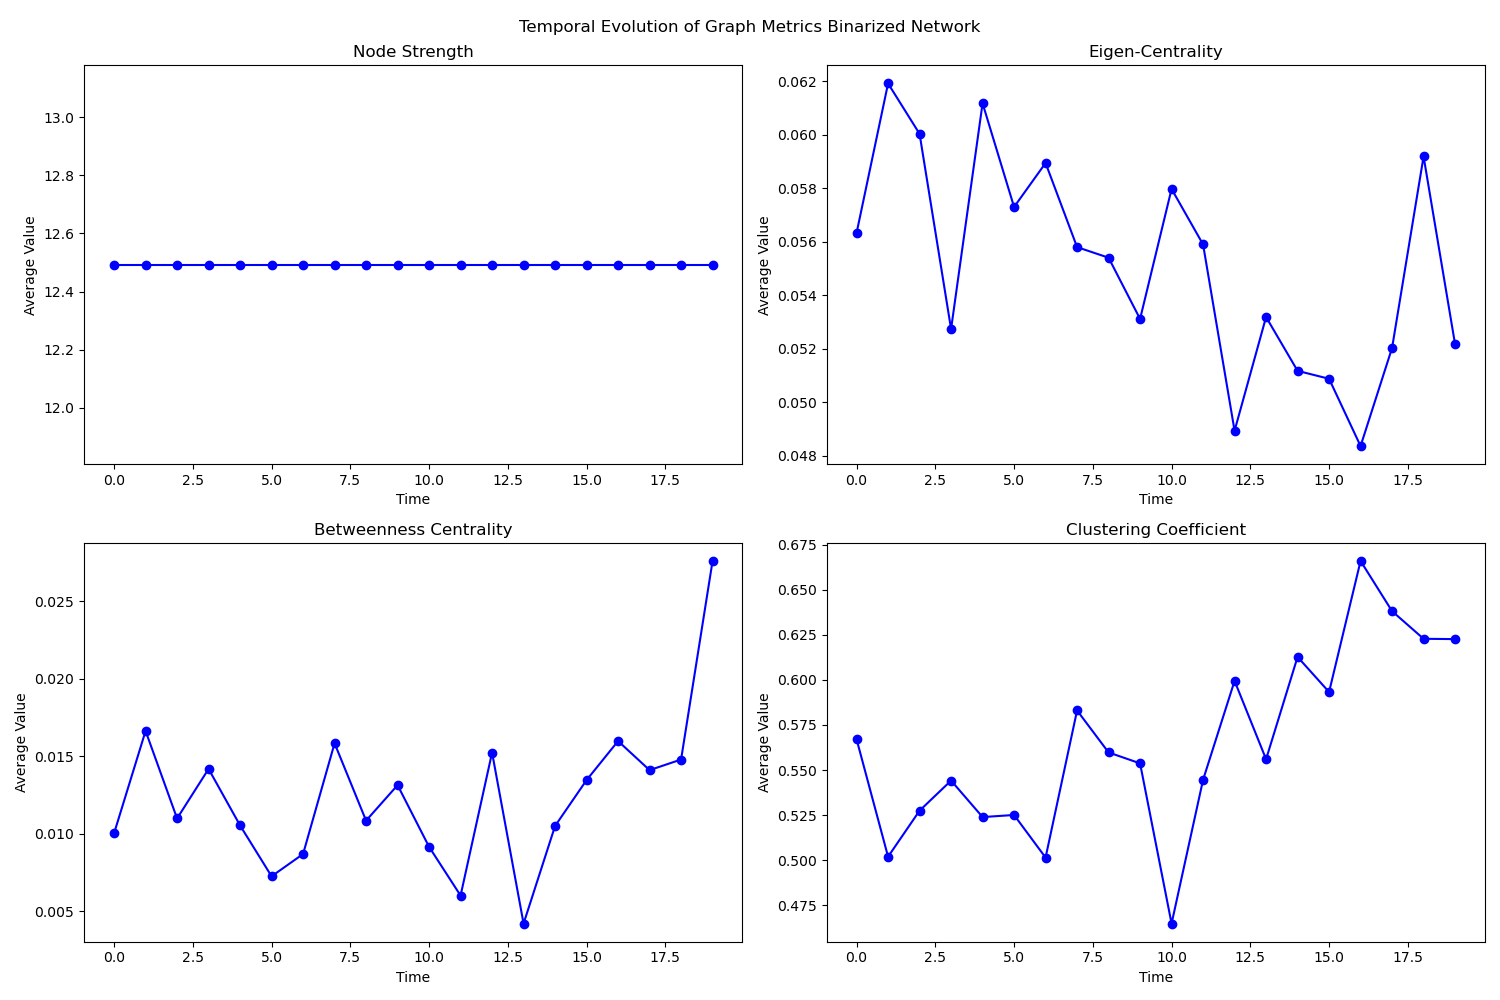 Temporal Evolution of Graph Metrics Binarized Network
Node Strength
Average Value
13.0
12.8
12.6
12.4
12.2
12.0
0.0 2.5 5.0 7.5 10.0 12.5 15.0 17.5
Time
Eigen-Centrality
Average Value
0.062
0.060
0.058
0.056
0.054
0.052
0.050
0.048
0.0 2.5 5.0 7.5 10.0 12.5 15.0 17.5
Time
Betweenness Centrality
Average Value
0.025
0.020
0.015
0.010
0.005
0.0 2.5 5.0 7.5 10.0 12.5 15.0 17.5
Time
Clustering Coefficient
Average Value
0.675
0.650
0.625
0.600
0.575
0.550
0.525
0.500
0.475
0.0 2.5 5.0 7.5 10.0 12.5 15.0 17.5
Time